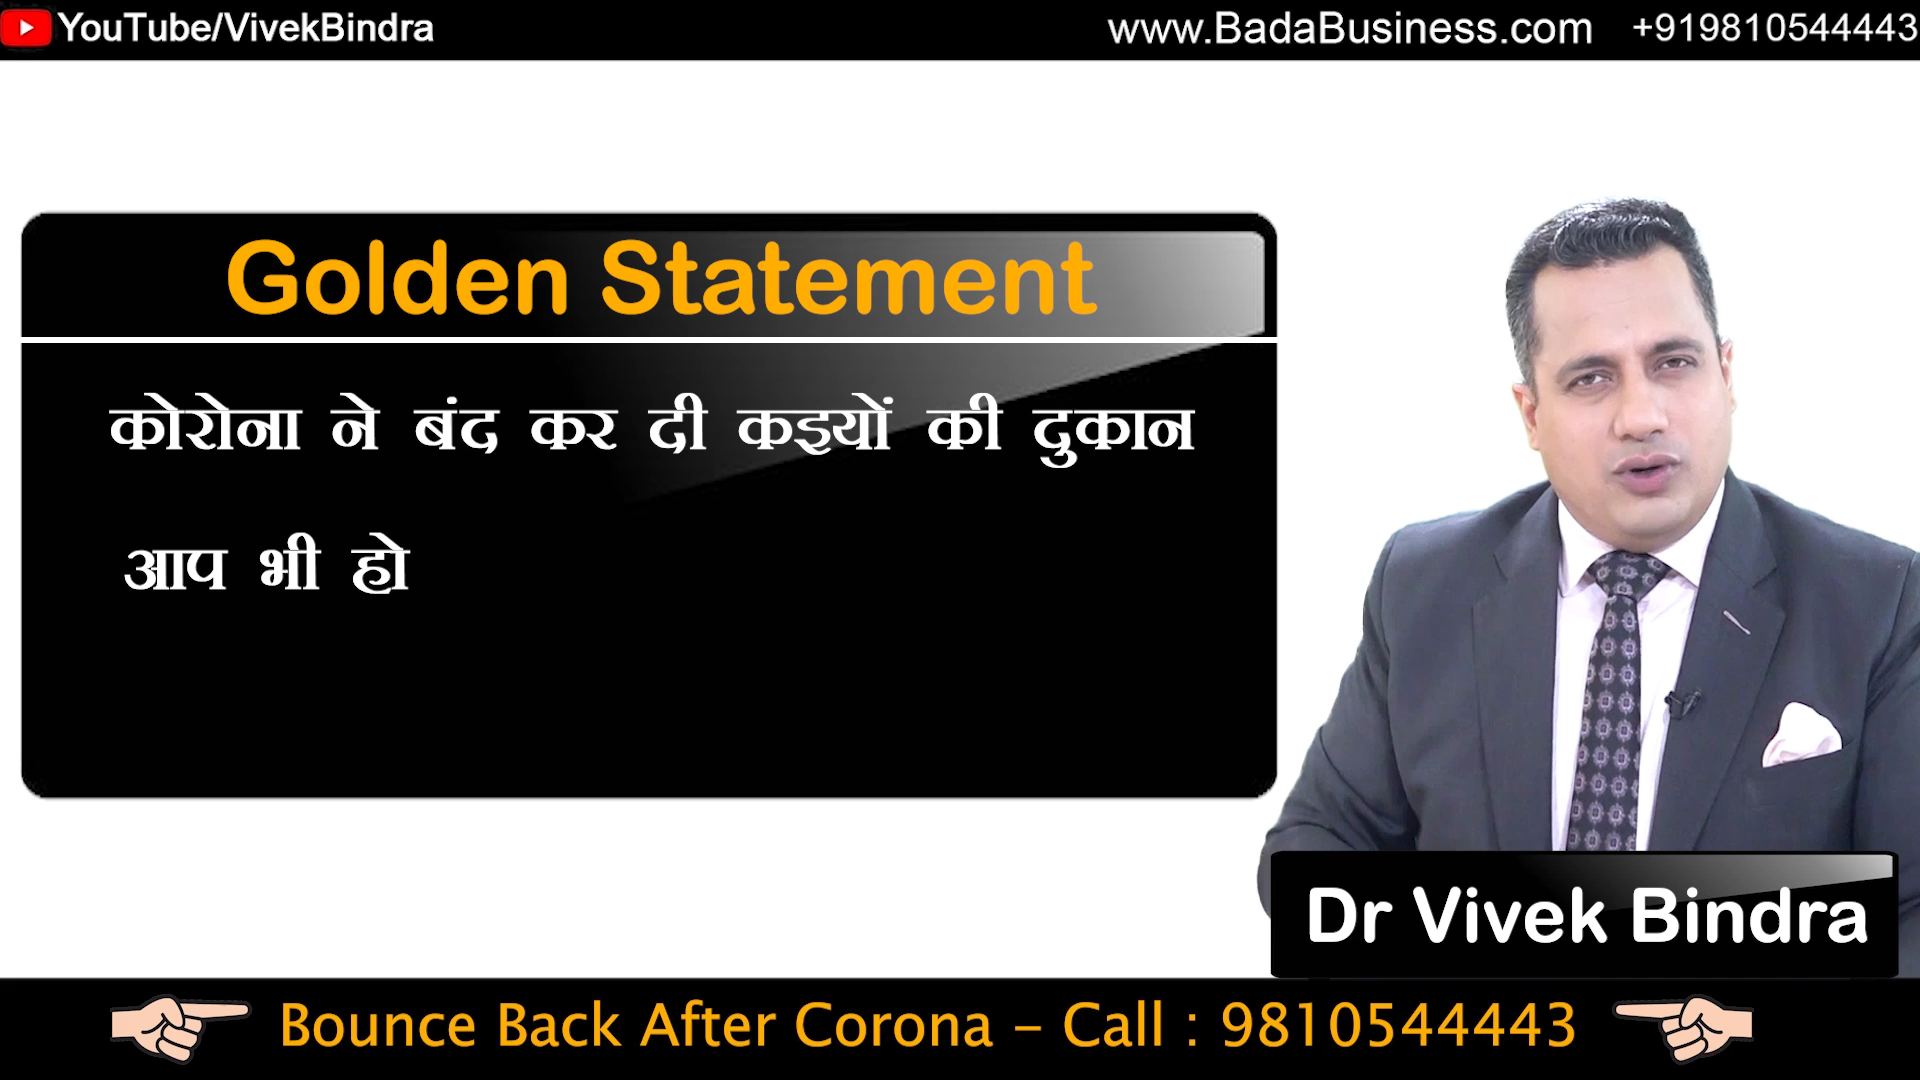 YouTube/VivekBindra
www.BadaBusiness.com +919810544443
Golden Statement
कोरोना ने बंद कर दी कइयों की दुकान
आप भी हो
Dr Vivek Bindra
Bounce Back After Corona – Call : 9810544443